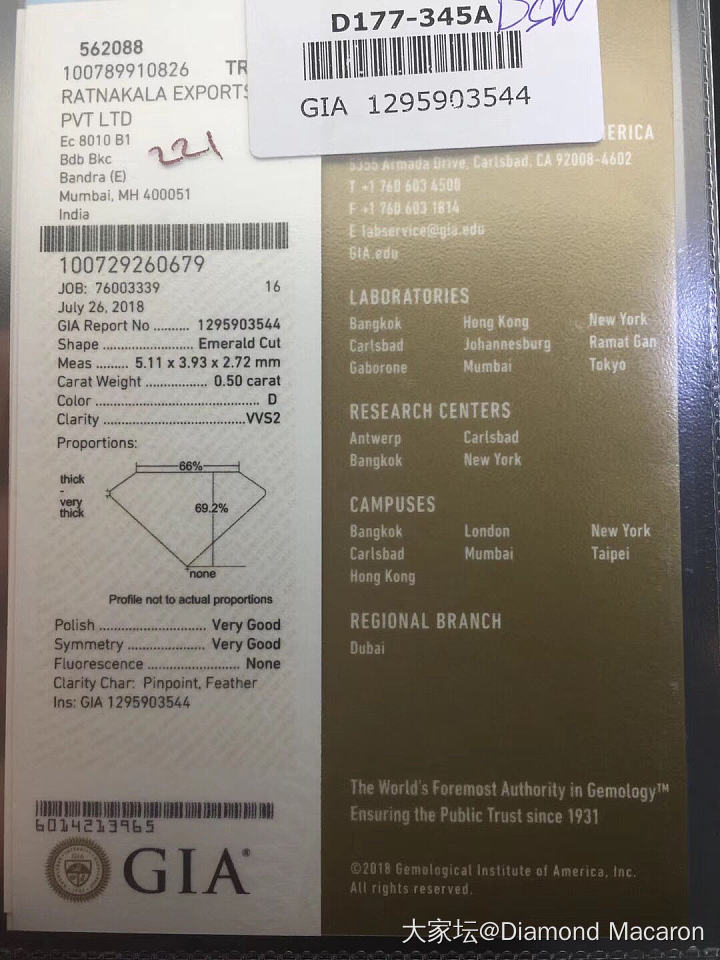 D177-345A DSW
GIA 1295903544
562088
100789910826 TR
RATNAKALA EXPORTS
PVT LTD
Ec 8010 B1
Bdb Bkc
221
Bandra (E)
Mumbai, MH 400051
India
100729260679
JOB: 76003339 16
July 26, 2018
GIA Report No .......... 1295903544
Shape ........................ Emerald Cut
Meas ........ 5.11 x 3.93 x 2.72 mm
Carat Weight ................ 0.50 carat
Color .......................................... D
Clarity ...................................... VVS2
Proportions:
66%
thick
-
very
thick
69.2%
none
Profile not to actual proportions
Polish ........................... Very Good
Symmetry ..................... Very Good
Fluorescence ....................... None
Clarity Char: Pinpoint, Feather
Ins: GIA 1295903544
6014213965
GIA®
5355 Armada Drive, Carlsbad, CA 92008-4602
T +1 760 603 4500
F +1 760 603 1814
E labservice@gia.edu
GIA.edu
LABORATORIES
Bangkok Hong Kong New York
Carlsbad Johannesburg Ramat Gan
Gaborone Mumbai Tokyo
RESEARCH CENTERS
Antwerp Carlsbad
Bangkok New York
CAMPUSES
Bangkok London New York
Carlsbad Mumbai Taipei
Hong Kong
REGIONAL BRANCH
Dubai
The World's Foremost Authority in Gemology™
Ensuring the Public Trust since 1931
©2018 Gemological Institute of America, Inc.
All rights reserved.
大家坛@Diamond Macaron